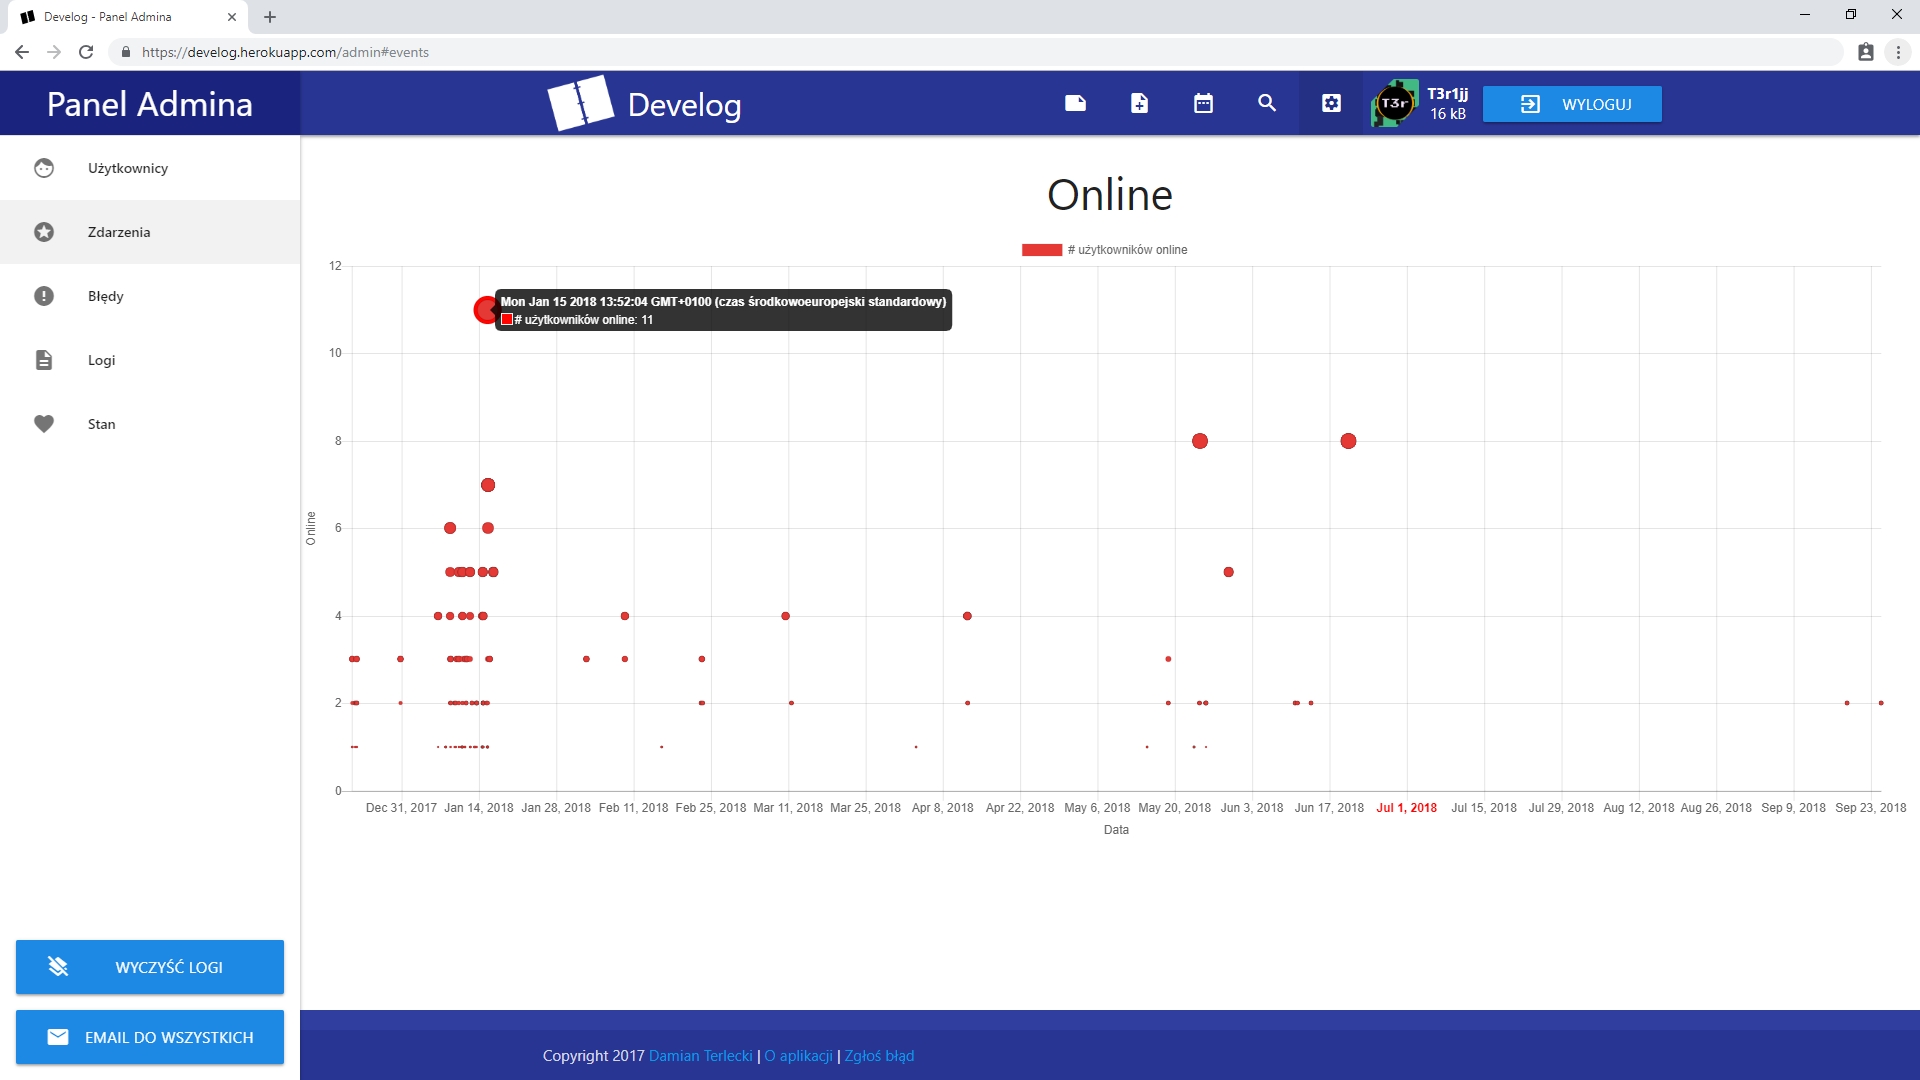 Develog - Panel Admina
https://develog.herokuapp.com/admin#events
Panel Admina
Develog
T3r
T3r1jj
16 kB
WYLOGUJ
Użytkownicy
Zdarzenia
Błędy
Logi
Stan
WYCZYŚĆ LOGI
EMAIL DO WSZYSTKICH
Online
# użytkowników online
12
Mon Jan 15 2018 13:52:04 GMT+0100 (czas środkowoeuropejski standardowy)
# użytkowników online: 11
10
8
6
4
2
0
Online
Dec 31, 2017 Jan 14, 2018 Jan 28, 2018 Feb 11, 2018 Feb 25, 2018 Mar 11, 2018 Mar 25, 2018 Apr 8, 2018 Apr 22, 2018 May 6, 2018 May 20, 2018 Jun 3, 2018 Jun 17, 2018 Jul 1, 2018 Jul 15, 2018 Jul 29, 2018 Aug 12, 2018 Aug 26, 2018 Sep 9, 2018 Sep 23, 2018
Data
Copyright 2017 Damian Terlecki | O aplikacji | Zgłoś błąd